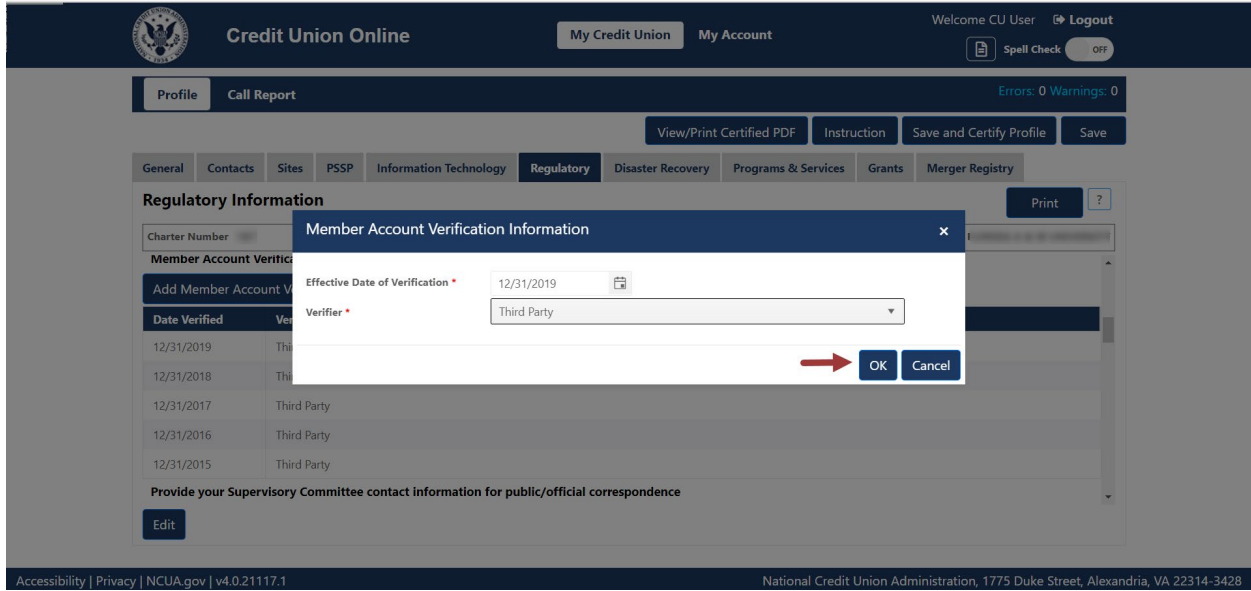 Welcome CU User Logout
Credit Union Online My Credit Union My Account
Spell Check OFF
Profile Call Report Errors: 0 Warnings: 0
View/Print Certified PDF Instruction Save and Certify Profile Save
General Contacts Sites PSSP Information Technology Regulatory Disaster Recovery Programs & Services Grants Merger Registry
Regulatory Information Print ?
Member Account Verification Information ×
Charter Number
Member Account Verifica
Effective Date of Verification * 12/31/2019
Add Member Account V
Verifier * Third Party
Date Verified Ver
12/31/2019 Thi
OK Cancel
12/31/2018 Thi
12/31/2017 Third Party
12/31/2016 Third Party
12/31/2015 Third Party
Provide your Supervisory Committee contact information for public/official correspondence
Edit
Accessibility | Privacy | NCUA.gov | v4.0.21117.1 National Credit Union Administration, 1775 Duke Street, Alexandria, VA 22314-3428